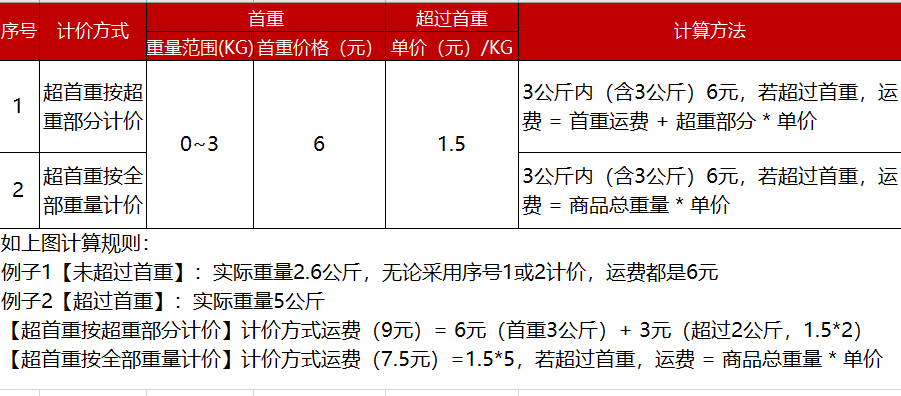 序号 计价方式 首重 超过首重 计算方法
重量范围(KG) 首重价格（元） 单价（元）/KG
1 超首重按超重部分计价 0~3 6 1.5 3公斤内（含3公斤）6元，若超过首重，运费 = 首重运费 + 超重部分 * 单价
2 超首重按全部重量计价 3公斤内（含3公斤）6元，若超过首重，运费 = 商品总重量 * 单价
如上图计算规则：
例子1【未超过首重】：实际重量2.6公斤，无论采用序号1或2计价，运费都是6元
例子2【超过首重】：实际重量5公斤
【超首重按超重部分计价】计价方式运费（9元）= 6元（首重3公斤）+ 3元（超过2公斤，1.5*2）
【超首重按全部重量计价】计价方式运费（7.5元）=1.5*5，若超过首重，运费 = 商品总重量 * 单价